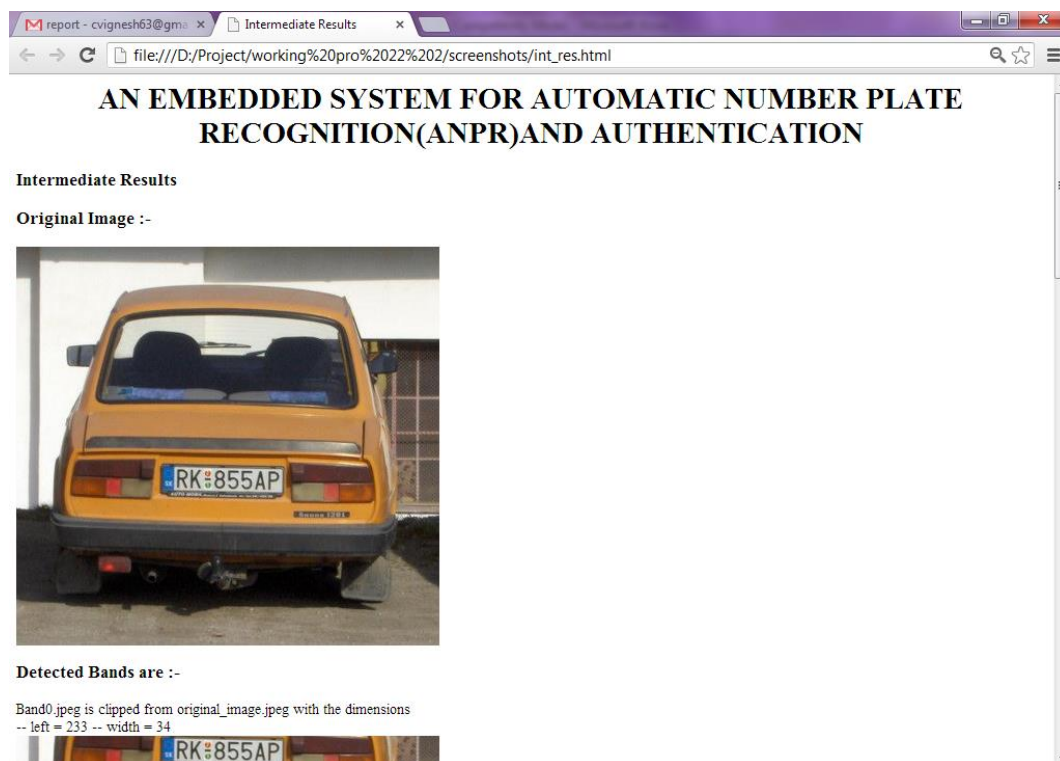 report - cvignesh63@gma
Intermediate Results
file:///D:/Project/working%20pro%2022%202/screenshots/int_res.html
AN EMBEDDED SYSTEM FOR AUTOMATIC NUMBER PLATE
RECOGNITION(ANPR)AND AUTHENTICATION
Intermediate Results
Original Image :-
RK 855AP
Detected Bands are :-
Band0.jpeg is clipped from original_image.jpeg with the dimensions
-- left = 233 -- width = 34
RK 855AP